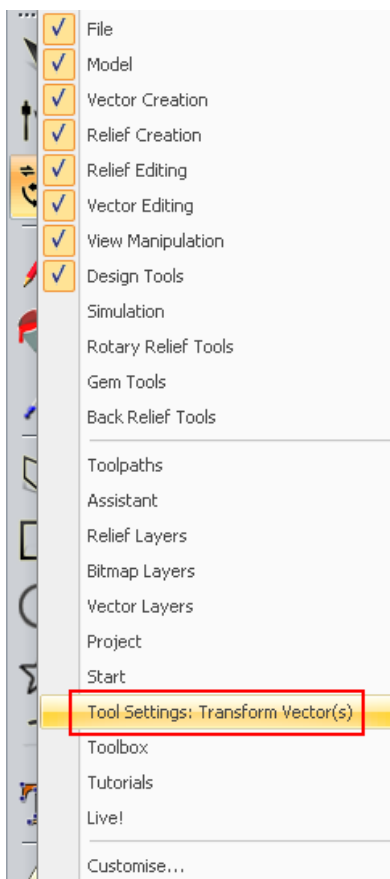 File
Model
Vector Creation
Relief Creation
Relief Editing
Vector Editing
View Manipulation
Design Tools
Simulation
Rotary Relief Tools
Gem Tools
Back Relief Tools
Toolpaths
Assistant
Relief Layers
Bitmap Layers
Vector Layers
Project
Start
Tool Settings: Transform Vector(s)
Toolbox
Tutorials
Live!
Customise...